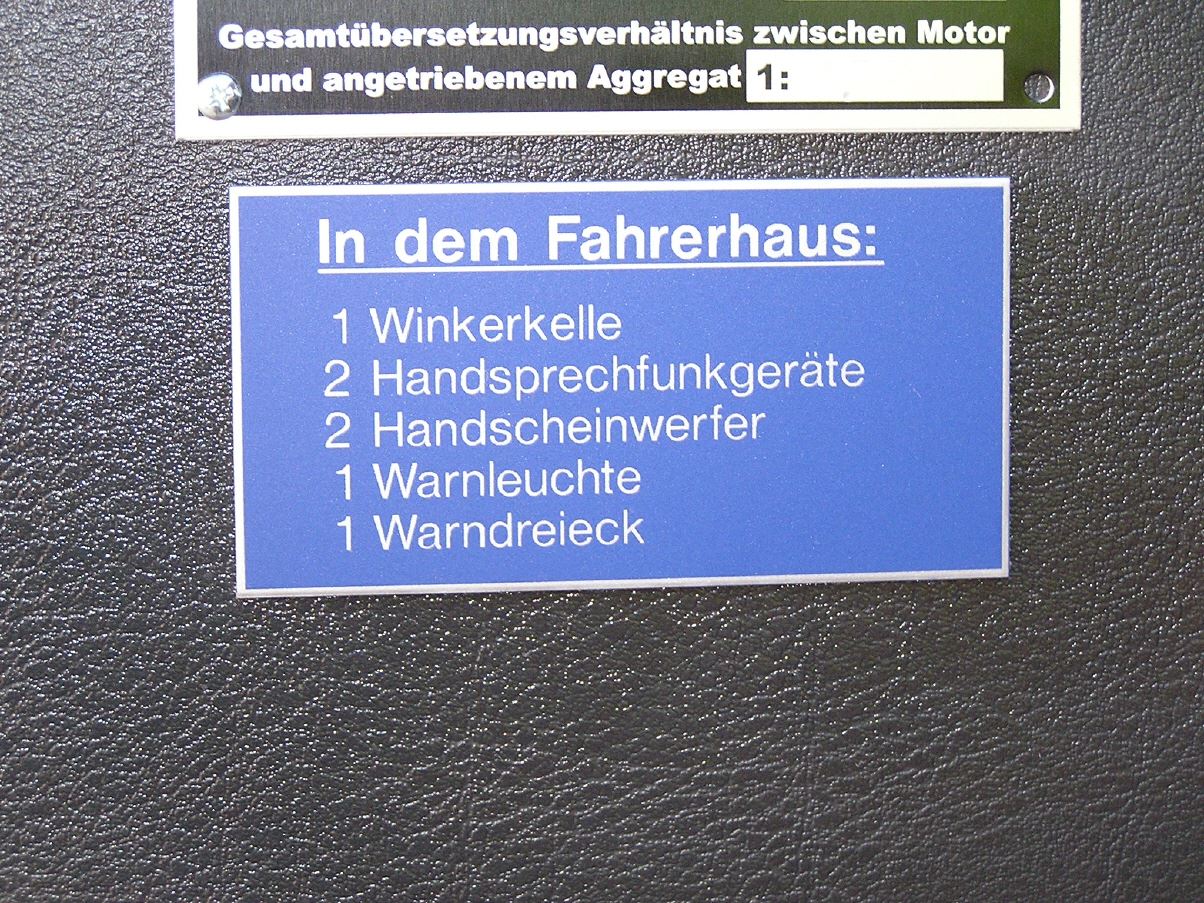 Gesamtübersetzungsverhältnis zwischen Motor
und angetriebenem Aggregat 1:
In dem Fahrerhaus:
1 Winkerkelle
2 Handsprechfunkgeräte
2 Handscheinwerfer
1 Warnleuchte
1 Warndreieck